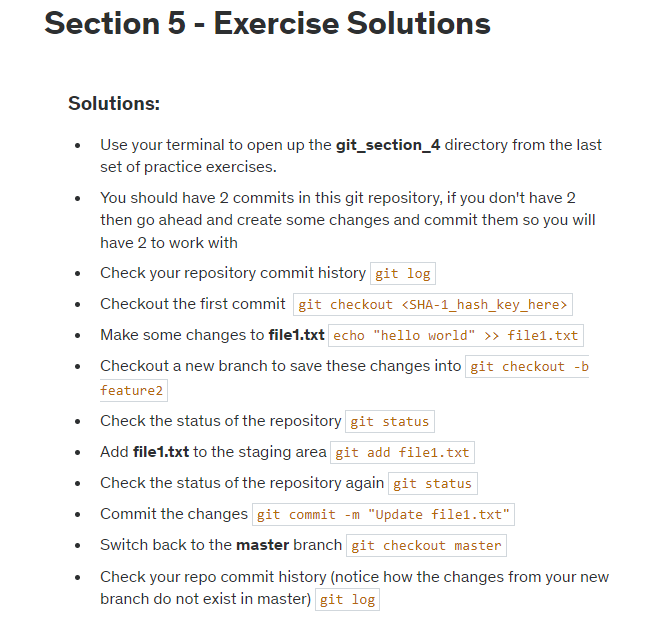 Section 5 - Exercise Solutions
Solutions:
Use your terminal to open up the git_section_4 directory from the last
set of practice exercises.
You should have 2 commits in this git repository, if you don't have 2
then go ahead and create some changes and commit them so you will
have 2 to work with
Check your repository commit history git log
Checkout the first commit git checkout <SHA-1_hash_key_here>
Make some changes to file1.txt echo "hello world" >> file1.txt
Checkout a new branch to save these changes into git checkout -b
feature2
Check the status of the repository git status
Add file1.txt to the staging area git add file1.txt
Check the status of the repository again git status
Commit the changes git commit -m "Update file1.txt"
Switch back to the master branch git checkout master
Check your repo commit history (notice how the changes from your new
branch do not exist in master) git log